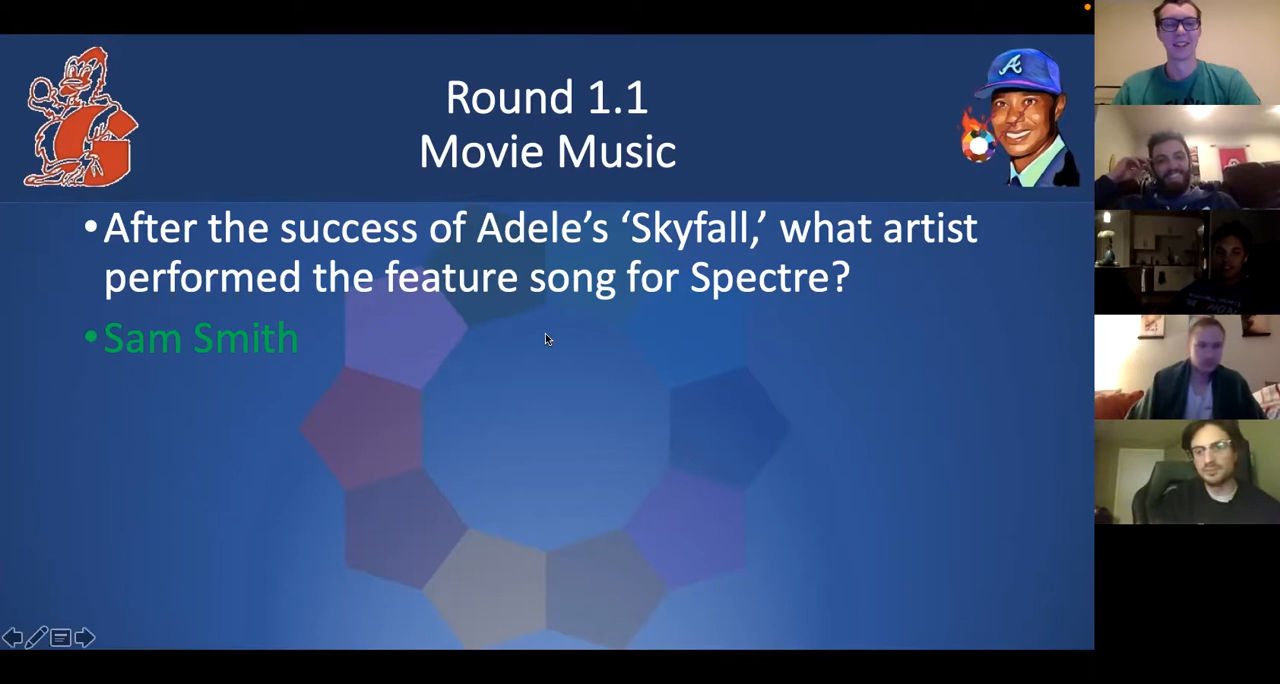 Round 1.1
Movie Music
A
•After the success of Adele’s ‘Skyfall,’ what artist
performed the feature song for Spectre?
•Sam Smith